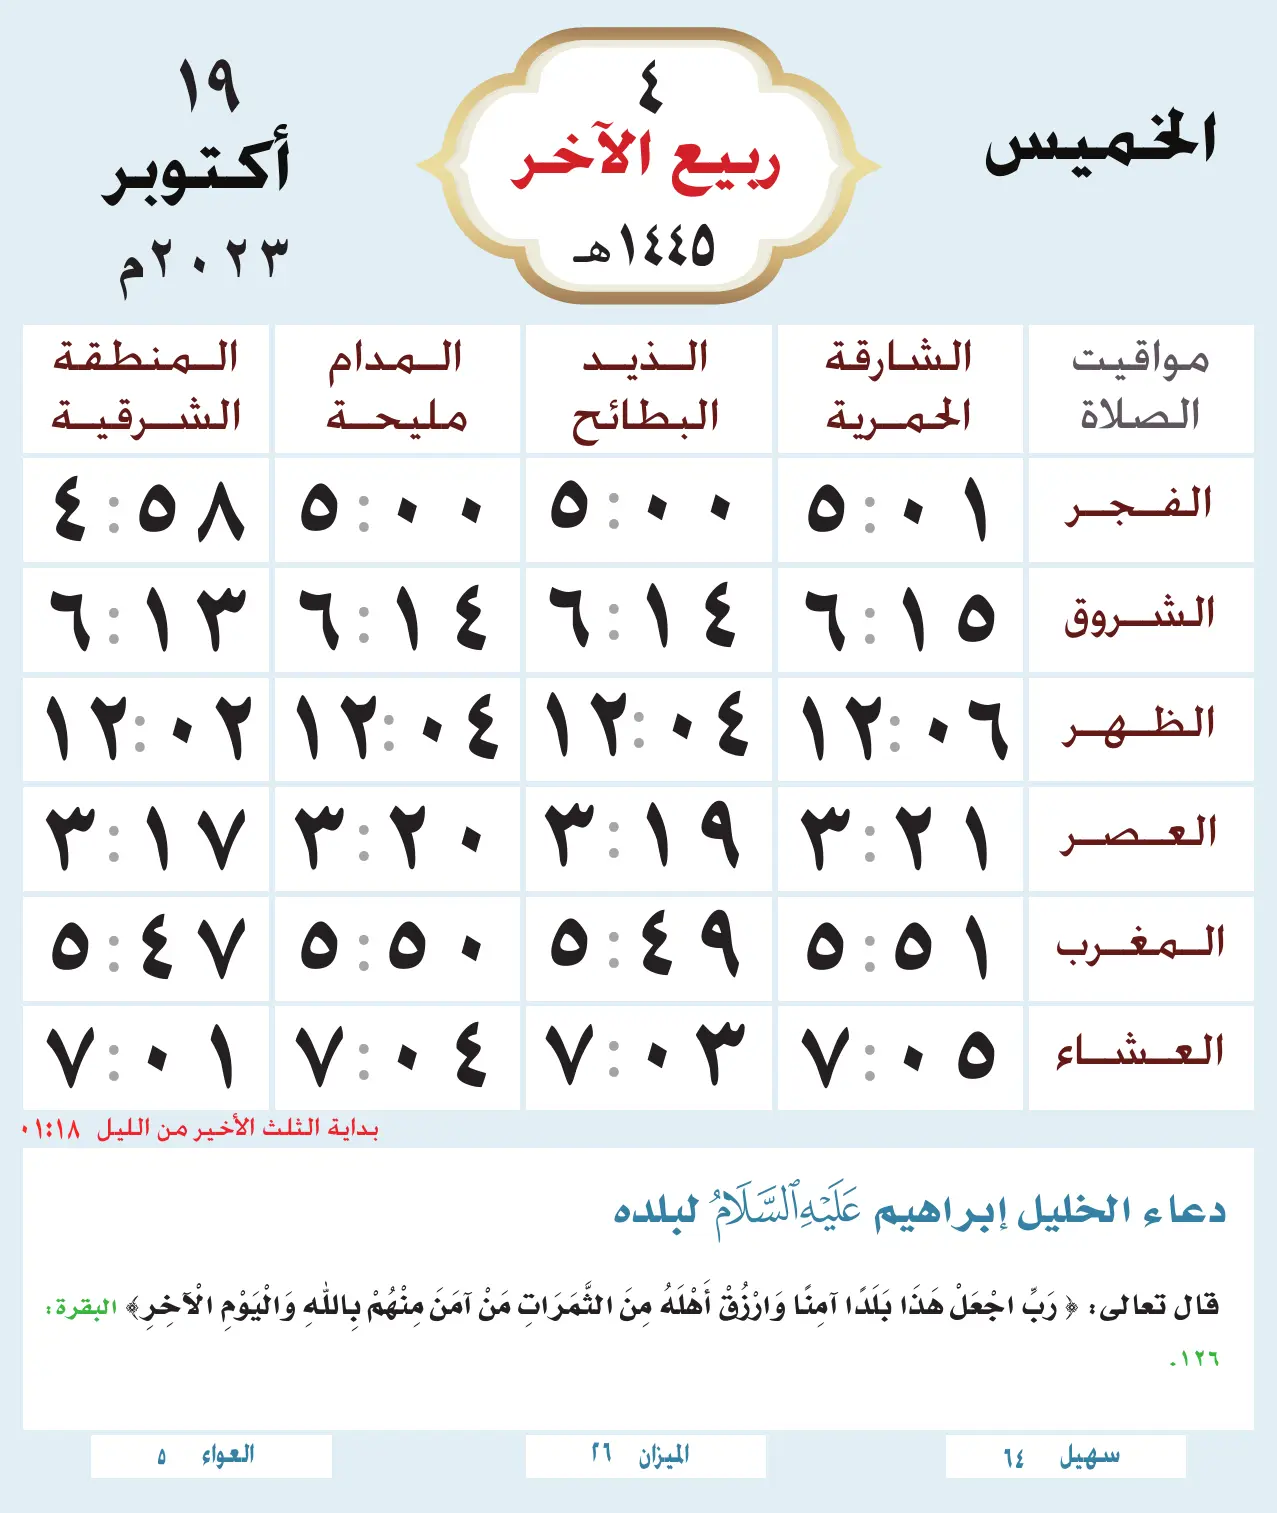 الخميس
٤
ربيع الآخر
١٤٤٥هـ
١٩
أكتوبر
٢٠٢٣م
مواقيت الصلاة	الشارقة الحمرية	الذيد البطائح	المدام مليحة	المنطقة الشرقية
الفجر	٥:٠١	٥:٠٠	٥:٠٠	٤:٥٨
الشروق	٦:١٥	٦:١٤	٦:١٤	٦:١٣
الظهر	١٢:٠٦	١٢:٠٤	١٢:٠٤	١٢:٠٢
العصر	٣:٢١	٣:١٩	٣:٢٠	٣:١٧
المغرب	٥:٥١	٥:٤٩	٥:٥٠	٥:٤٧
العشاء	٧:٠٥	٧:٠٣	٧:٠٤	٧:٠١
بداية الثلث الأخير من الليل ٠١:١٨
دعاء الخليل إبراهيم عَلَيْهِ ٱلسَّلَامُ لبلده
قال تعالى: ﴿ رَبِّ اجْعَلْ هَذَا بَلَدًا آمِنًا وَارْزُقْ أَهْلَهُ مِنَ الثَّمَرَاتِ مَنْ آمَنَ مِنْهُمْ بِاللهِ وَالْيَوْمِ الْآخِرِ﴾ البقرة:
١٢٦.
سهيل ٦٤	الميزان ٢٦	العواء ٥